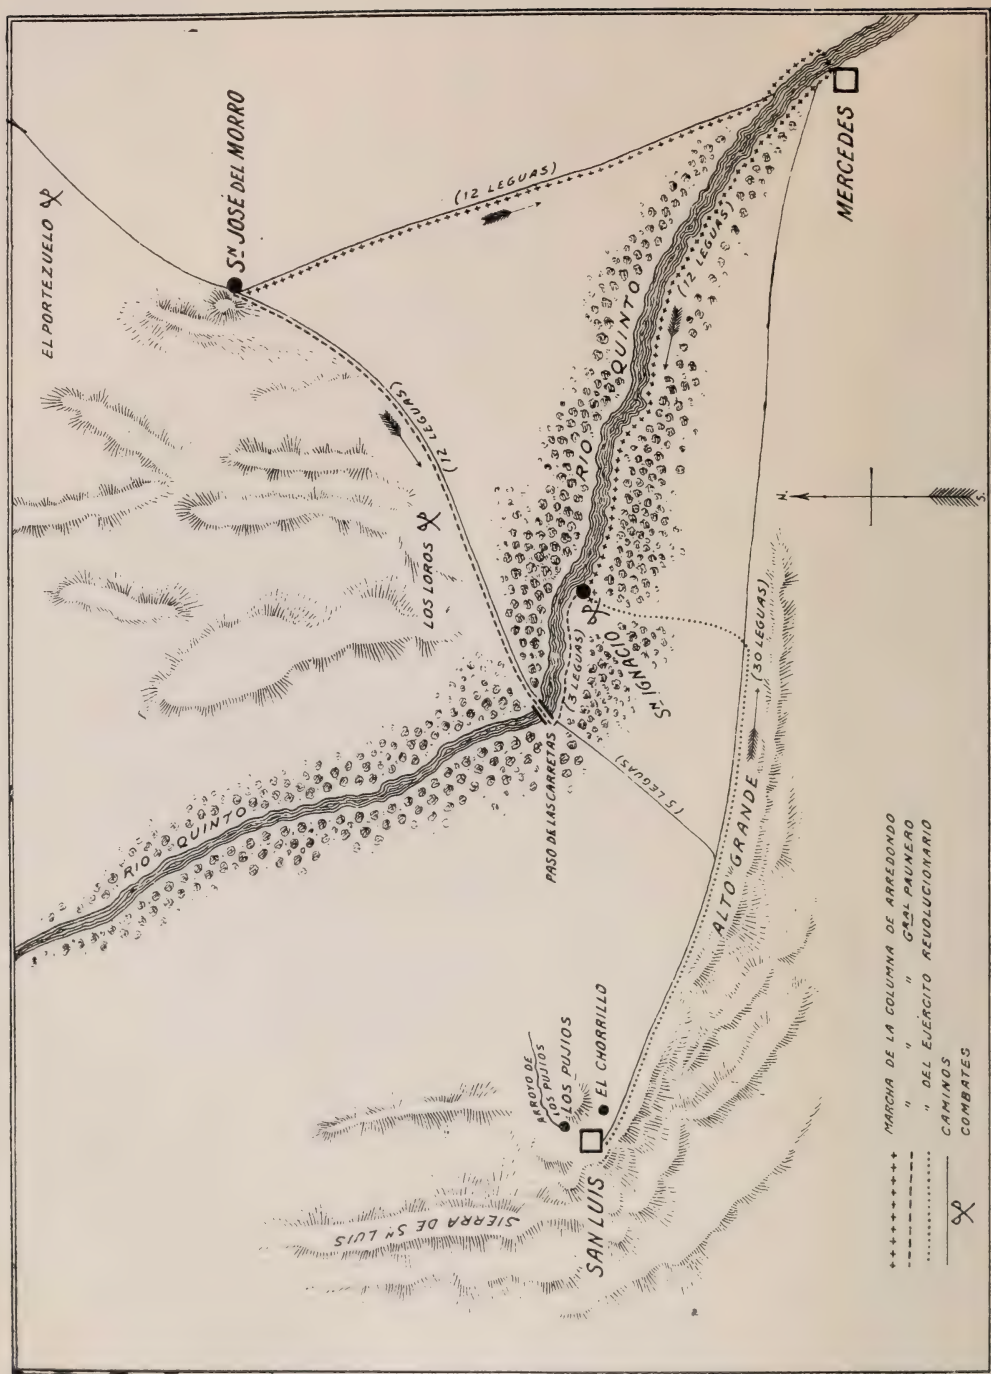 EL PORTEZUELO
Sᴺ JOSÉ DEL MORRO
(12 LEGUAS)
MERCEDES
(12 LEGUAS)
RIO QUINTO
(12 LEGUAS)
LOS LOROS
N.
S.
Sᴺ IGNACIO
(3 LEGUAS)
PASO DE LAS CARRETAS
RIO QUINTO
(5 LEGUAS)
(30 LEGUAS)
ALTO GRANDE
ARROYO DE
LOS PUJIOS
LOS PUJIOS
EL CHORRILLO
SAN LUIS
SIERRA DE Sᴺ LUIS
MARCHA DE LA COLUMNA DE ARREDONDO
" " " GRAL PAUNERO
" DEL EJERCITO REVOLUCIONARIO
CAMINOS
COMBATES